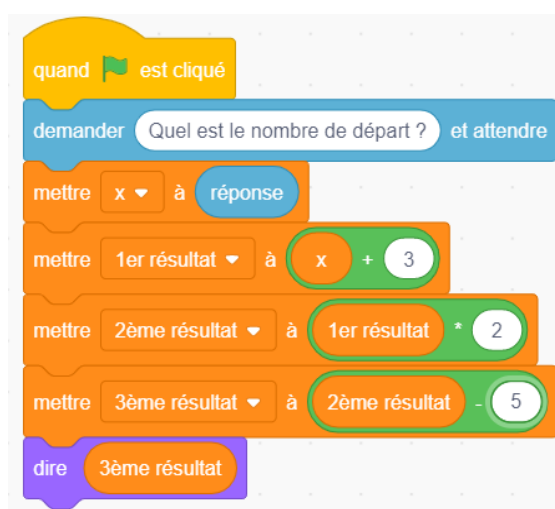 quand est cliqué
demander Quel est le nombre de départ ? et attendre
mettre x à réponse
mettre 1er résultat à x + 3
mettre 2ème résultat à 1er résultat * 2
mettre 3ème résultat à 2ème résultat - 5
dire 3ème résultat